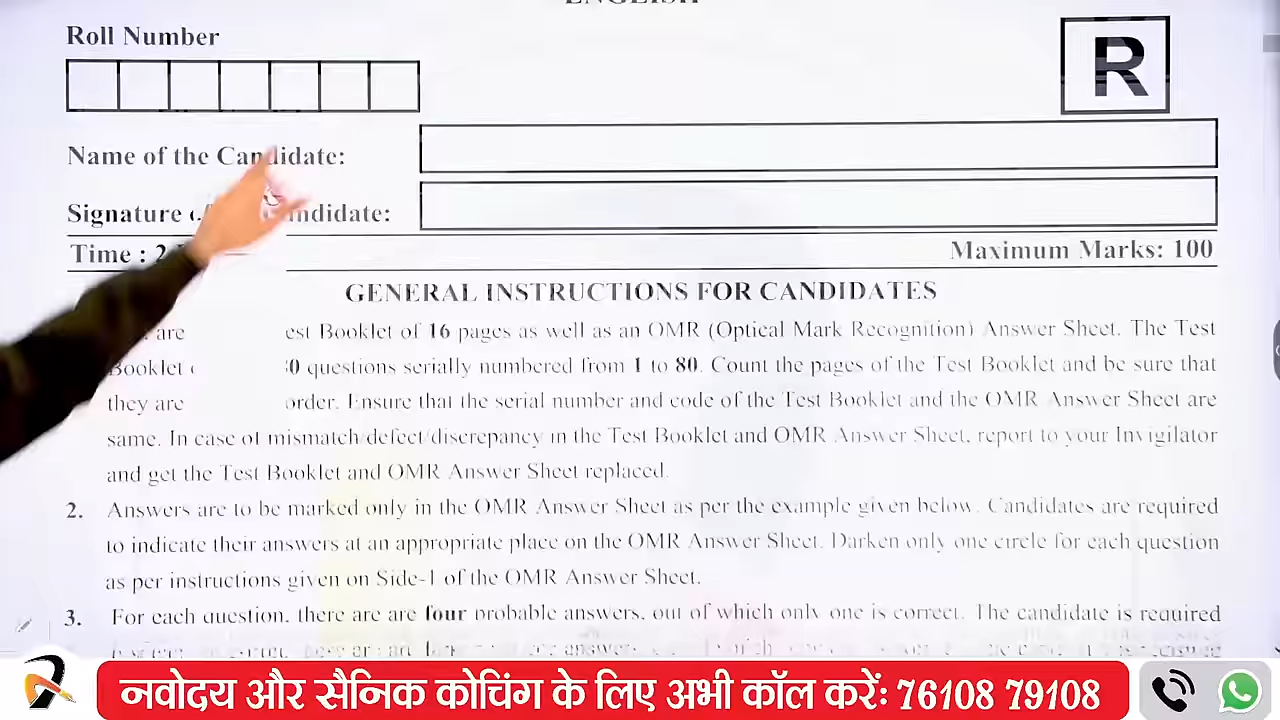 ENGLISH
Roll Number
R
Name of the Candidate:
Signature Candidate:
Time : 2
Maximum Marks: 100
GENERAL INSTRUCTIONS FOR CANDIDATES
are est Booklet of 16 pages as well as an OMR (Optical Mark Recognition) Answer Sheet. The Test
Booklet 0 questions serially numbered from 1 to 80. Count the pages of the Test Booklet and be sure that
they are order. Ensure that the serial number and code of the Test Booklet and the OMR Answer Sheet are
same. In case of mismatch/defect/discrepancy in the Test Booklet and OMR Answer Sheet, report to your Invigilator
and get the Test Booklet and OMR Answer Sheet replaced.
2. Answers are to be marked only in the OMR Answer Sheet as per the example given below. Candidates are required
to indicate their answers at an appropriate place on the OMR Answer Sheet. Darken only one circle for each question
as per instructions given on Side-1 of the OMR Answer Sheet.
3. For each question, there are are four probable answers, out of which only one is correct. The candidate is required
नवोदय और सैनिक कोचिंग के लिए अभी कॉल करें: 76108 79108